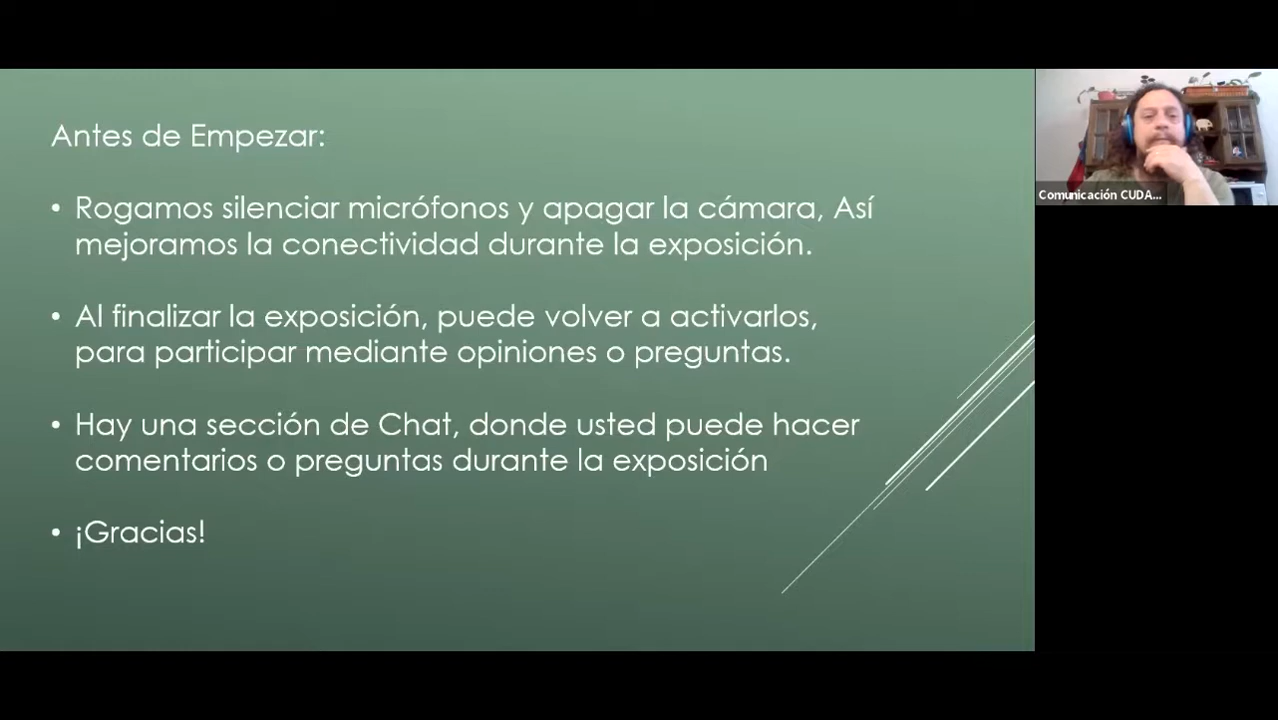 Antes de Empezar:
• Rogamos silenciar micrófonos y apagar la cámara, Así
mejoramos la conectividad durante la exposición.
• Al finalizar la exposición, puede volver a activarlos,
para participar mediante opiniones o preguntas.
• Hay una sección de Chat, donde usted puede hacer
comentarios o preguntas durante la exposición
• ¡Gracias!
Comunicación CUDA...